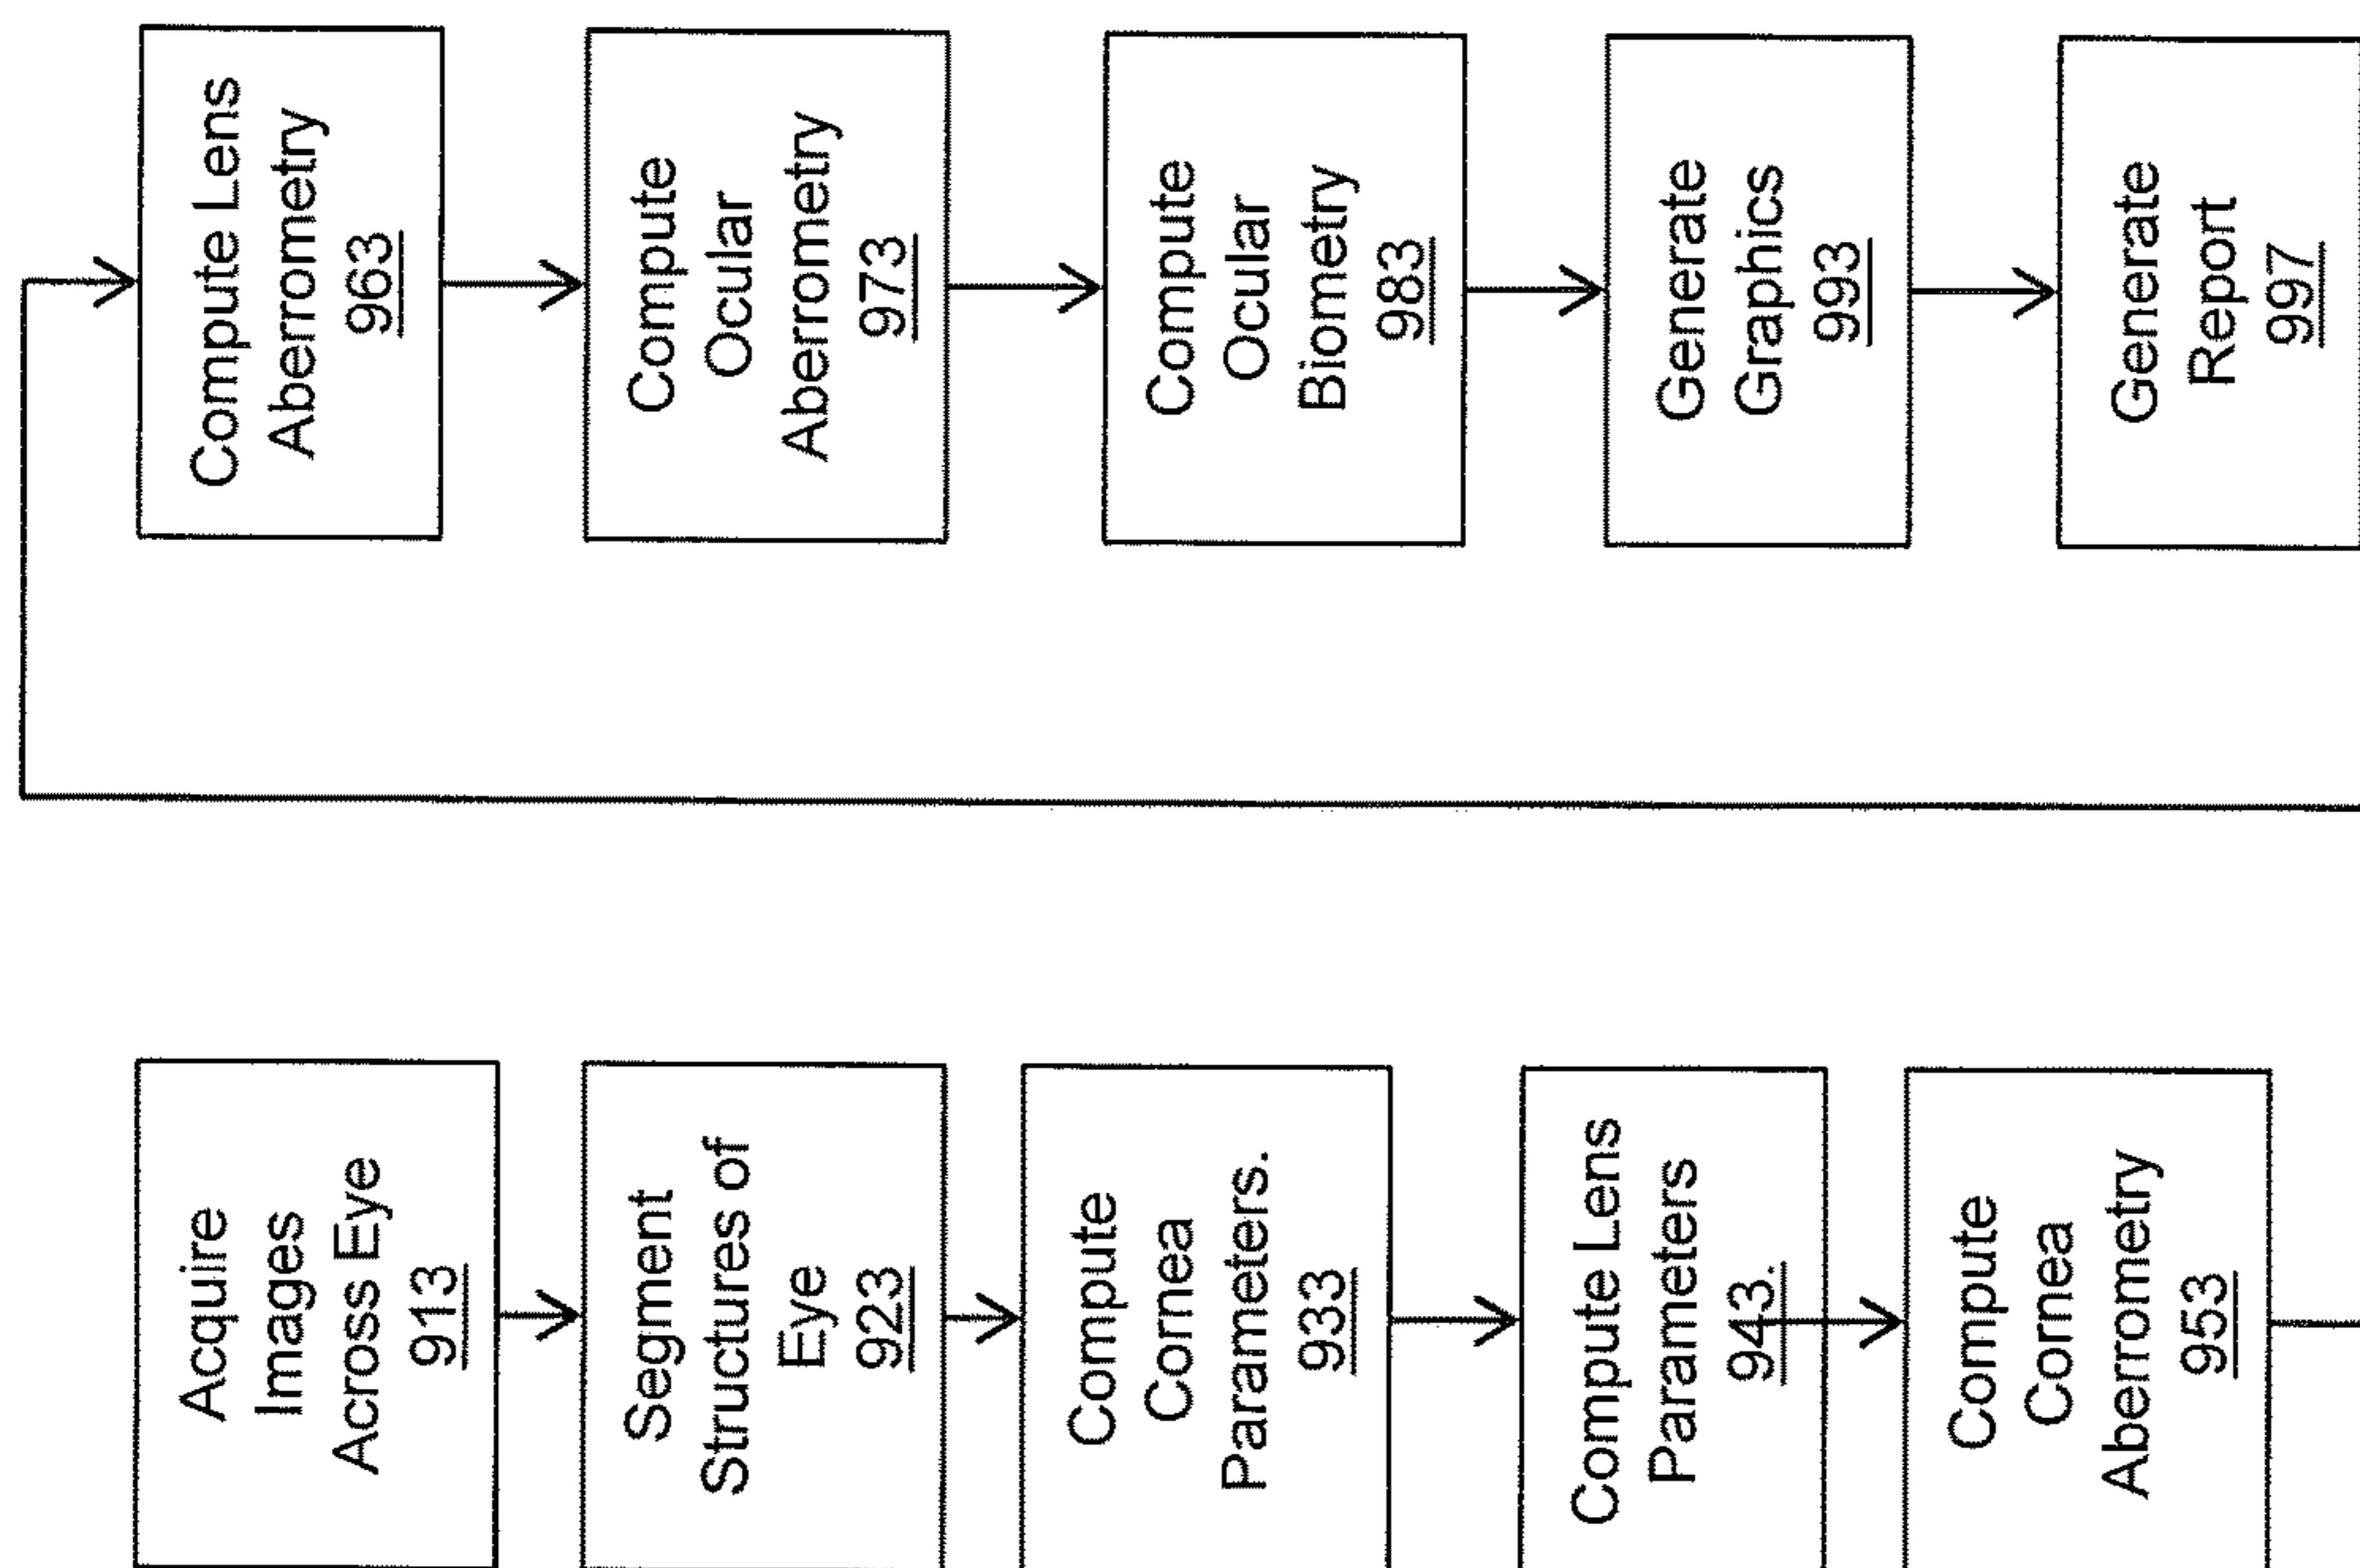 Acquire
Images
Across Eye
913
Segment
Structures of
Eye
923
Compute
Cornea
Parameters.
933
Compute Lens
Parameters
943.
Compute
Cornea
Aberrometry
953
Compute Lens
Aberrometry
963
Compute
Ocular
Aberrometry
973
Compute
Ocular
Biometry
983
Generate
Graphics
993
Generate
Report
997